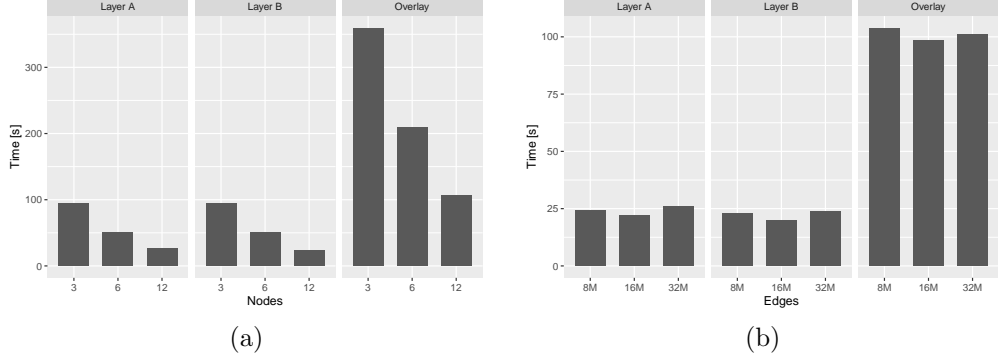 Layer A Layer B Overlay
Time [s]
300
200
100
0
3 6 12 3 6 12 3 6 12
Nodes
(a)
Layer A Layer B Overlay
Time [s]
100
75
50
25
0
8M 16M 32M 8M 16M 32M 8M 16M 32M
Edges
(b)